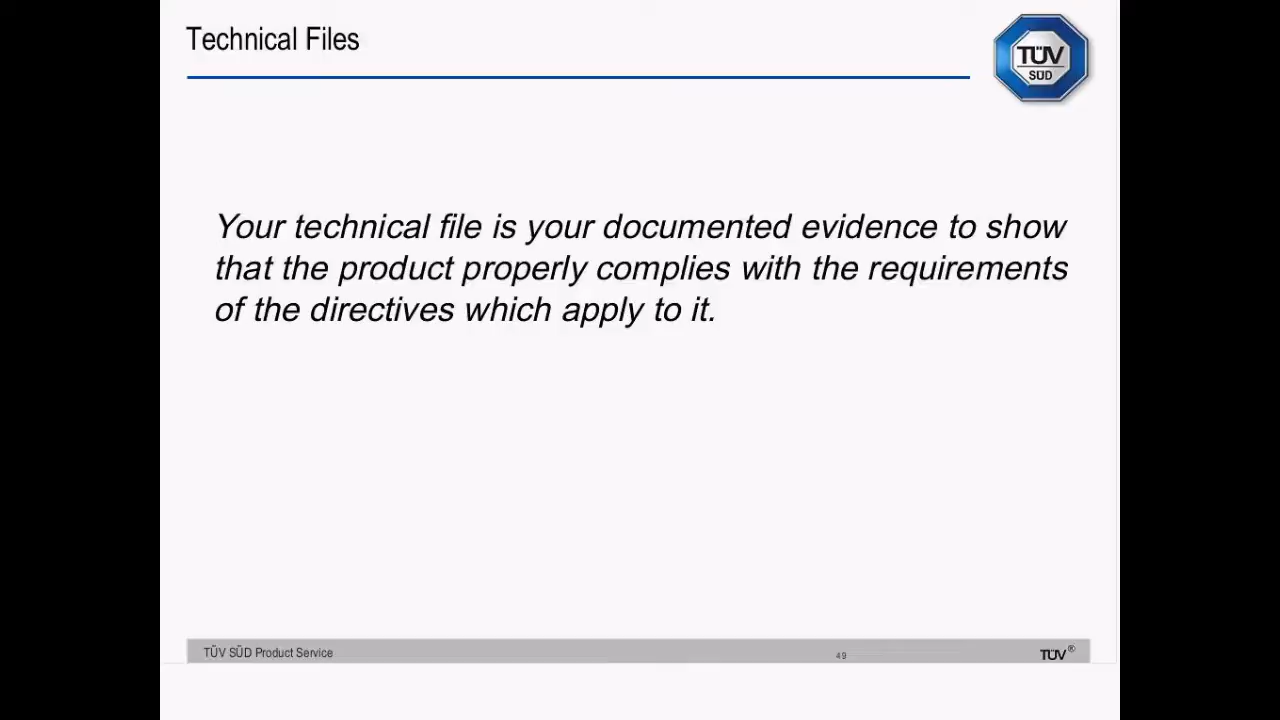 Technical Files
TÜV
SÜD
Your technical file is your documented evidence to show
that the product properly complies with the requirements
of the directives which apply to it.
TÜV SÜD Product Service
49
TÜV®